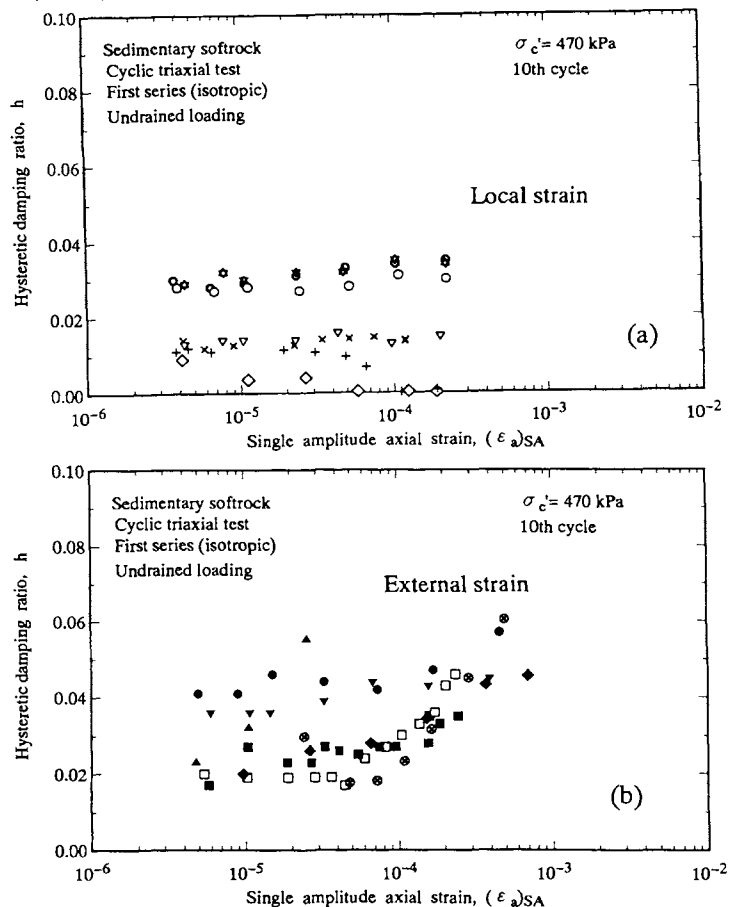 0.10
0.08
0.06
0.04
0.02
0.00
Hysteretic damping ratio, h
Sedimentary softrock
Cyclic triaxial test
First series (isotropic)
Undrained loading
σc'= 470 kPa
10th cycle
Local strain
(a)
10⁻⁶ 10⁻⁵ 10⁻⁴ 10⁻³ 10⁻²
Single amplitude axial strain, (εa)SA
0.10
0.08
0.06
0.04
0.02
0.00
Hysteretic damping ratio, h
Sedimentary softrock
Cyclic triaxial test
First series (isotropic)
Undrained loading
σc'= 470 kPa
10th cycle
External strain
(b)
10⁻⁶ 10⁻⁵ 10⁻⁴ 10⁻³ 10⁻²
Single amplitude axial strain, (εa)SA